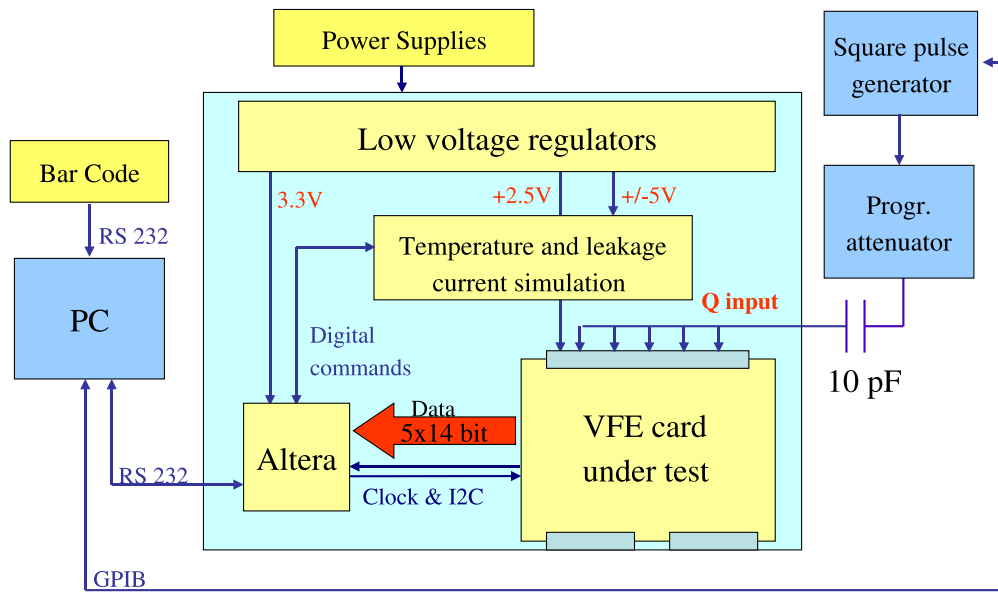 Power Supplies
Square pulse
generator
Low voltage regulators
Bar Code
3.3V
+2.5V
+/-5V
Progr.
attenuator
RS 232
Temperature and leakage
current simulation
Q input
PC
Digital
commands
10 pF
Data
5x14 bit
VFE card
under test
Altera
RS 232
Clock & I2C
GPIB